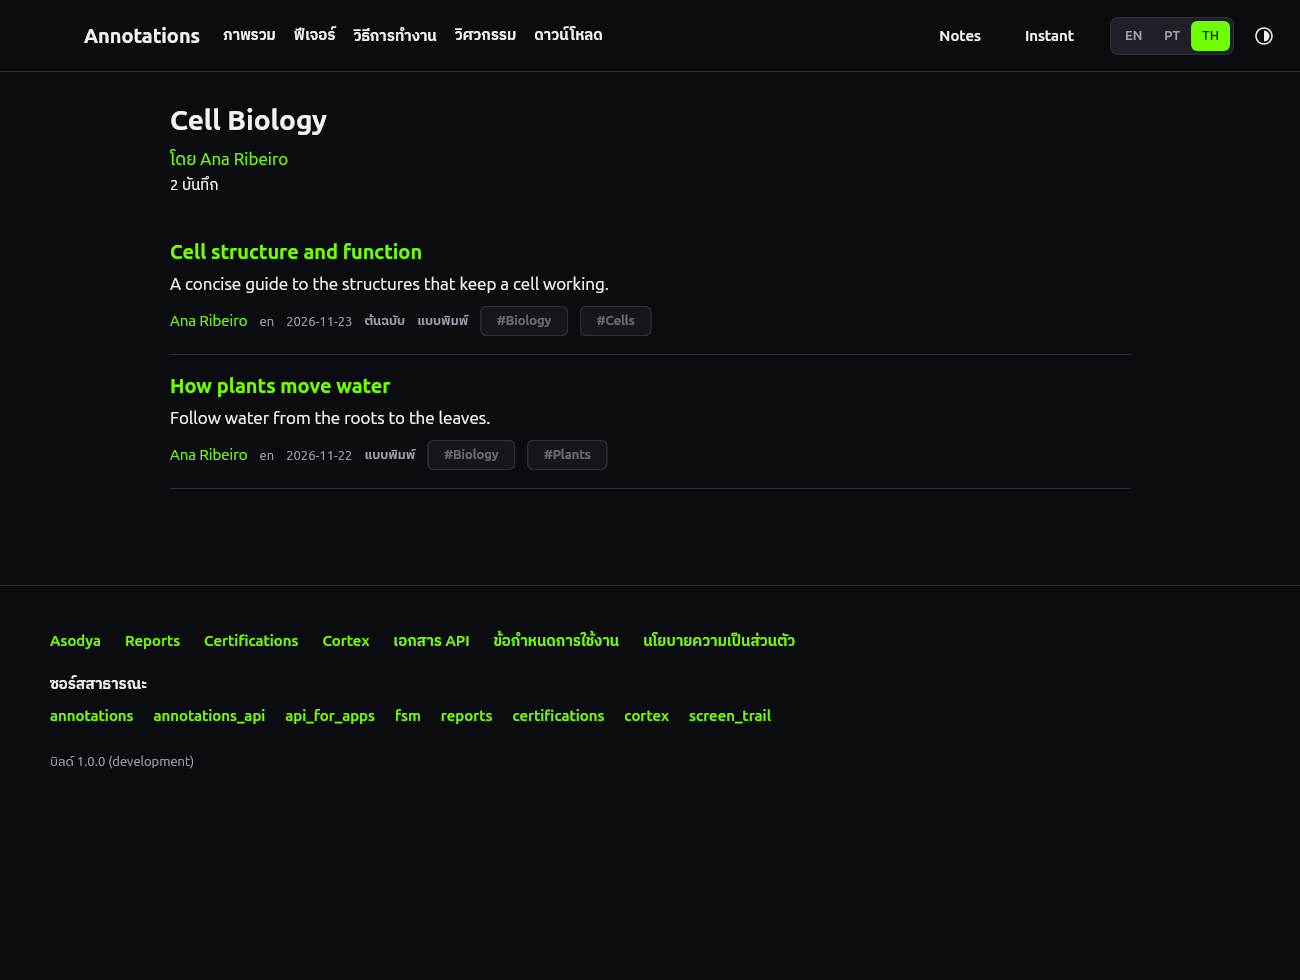 Annotations ภาพรวม ฟีเจอร์ วิธีการทำงาน วิศวกรรม ดาวน์โหลด Notes Instant EN PT TH
Cell Biology
โดย Ana Ribeiro
2 บันทึก
Cell structure and function
A concise guide to the structures that keep a cell working.
Ana Ribeiro en 2026-11-23 ต้นฉบับ แบบพิมพ์ #Biology #Cells
How plants move water
Follow water from the roots to the leaves.
Ana Ribeiro en 2026-11-22 แบบพิมพ์ #Biology #Plants
Asodya Reports Certifications Cortex เอกสาร API ข้อกำหนดการใช้งาน นโยบายความเป็นส่วนตัว
ซอร์สสาธารณะ
annotations annotations_api api_for_apps fsm reports certifications cortex screen_trail
บิลด์ 1.0.0 (development)